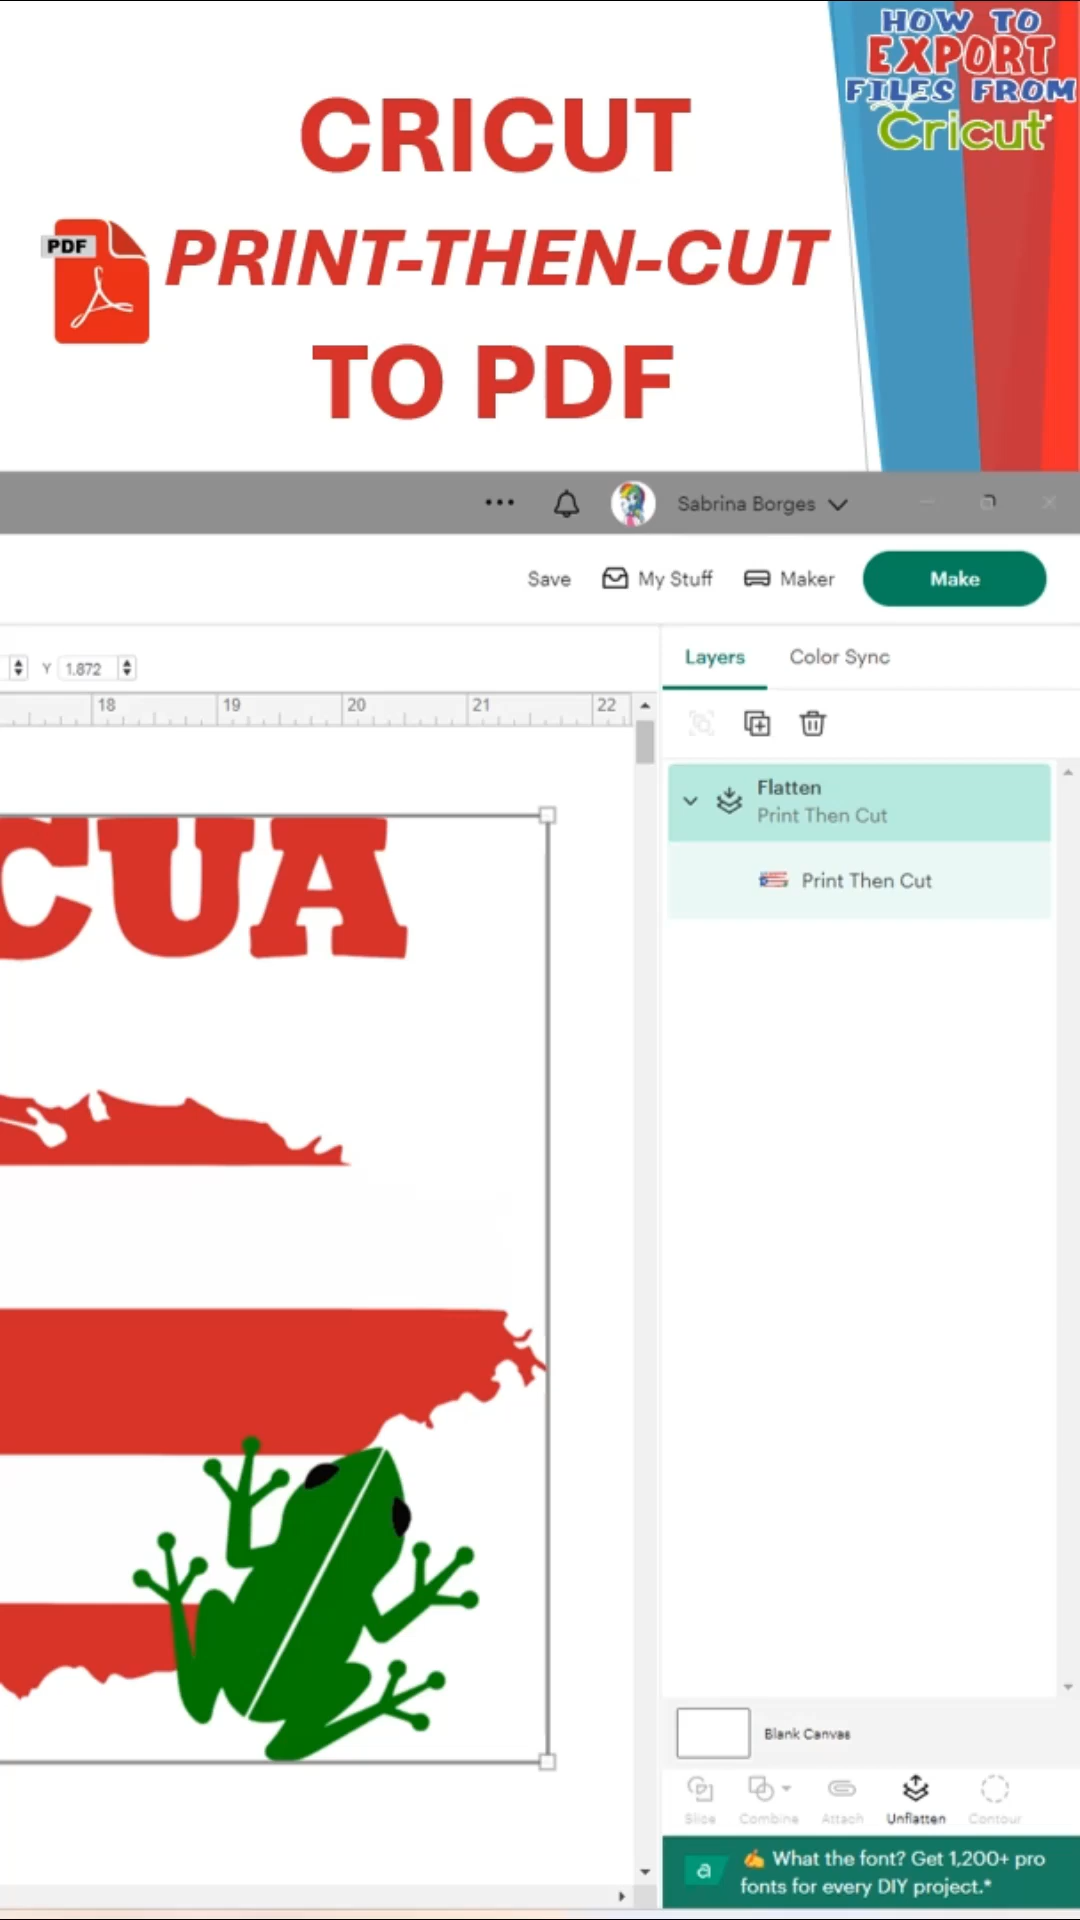 HOW TO
EXPORT
FILES FROM
Cricut
CRICUT
PDF
PRINT-THEN-CUT
TO PDF
Sabrina Borges
Save
My Stuff
Maker
Make
Y 1.872
Layers
Color Sync
18 19 20 21 22
Flatten
Print Then Cut
Print Then Cut
CUA
Blank Canvas
Slice
Combine
Attach
Unflatten
Contour
a
What the font? Get 1,200+ pro
fonts for every DIY project.*